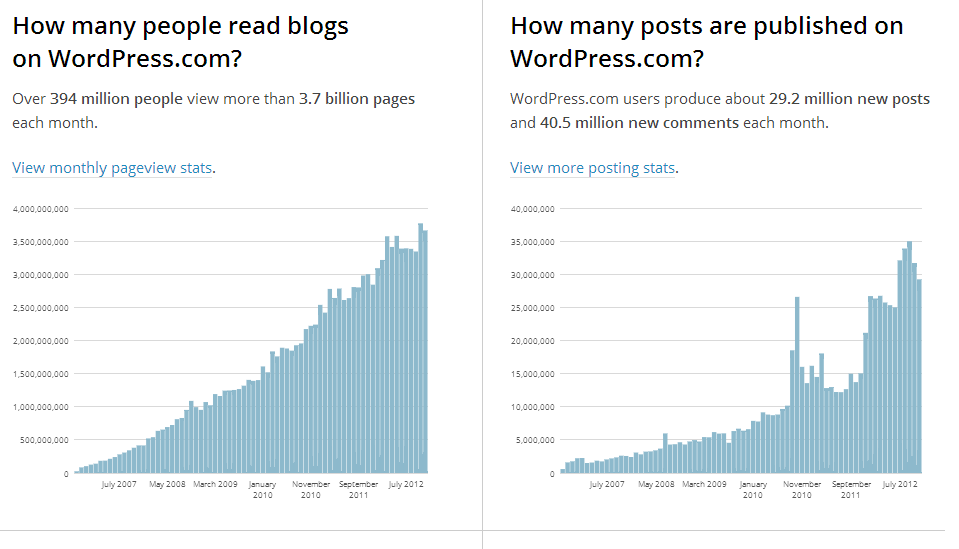 How many people read blogs
on WordPress.com?
Over 394 million people view more than 3.7 billion pages
each month.
View monthly pageview stats.
4,000,000,000
3,500,000,000
3,000,000,000
2,500,000,000
2,000,000,000
1,500,000,000
1,000,000,000
500,000,000
0
July 2007 May 2008 March 2009 January November September July 2012
2010 2010 2011
How many posts are published on
WordPress.com?
WordPress.com users produce about 29.2 million new posts
and 40.5 million new comments each month.
View more posting stats.
40,000,000
35,000,000
30,000,000
25,000,000
20,000,000
15,000,000
10,000,000
5,000,000
0
July 2007 May 2008 March 2009 January November September July 2012
2010 2010 2011